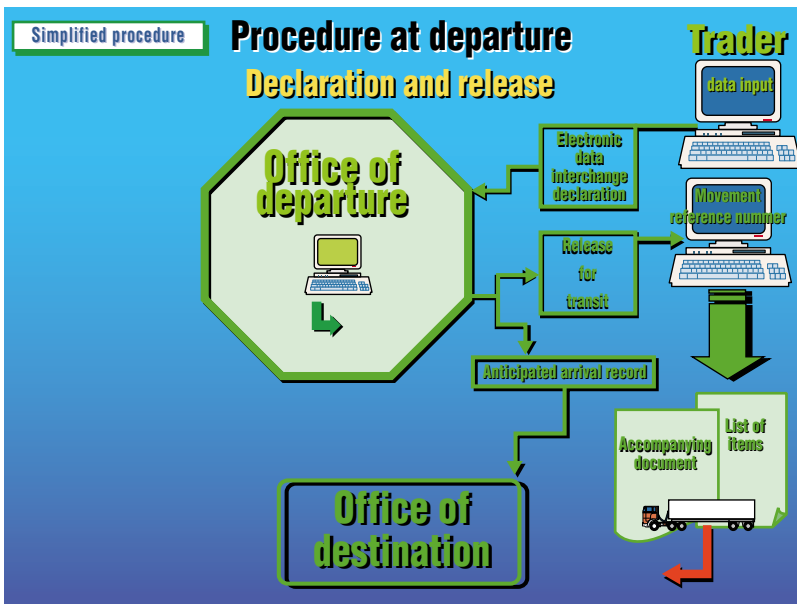 Simplified procedure
Procedure at departure
Declaration and release
Trader
data input
Electronic
data
interchange
declaration
Office of
departure
Movement
reference nummer
Release
for
transit
Anticipated arrival record
Accompanying
document
List of
items
Office of
destination